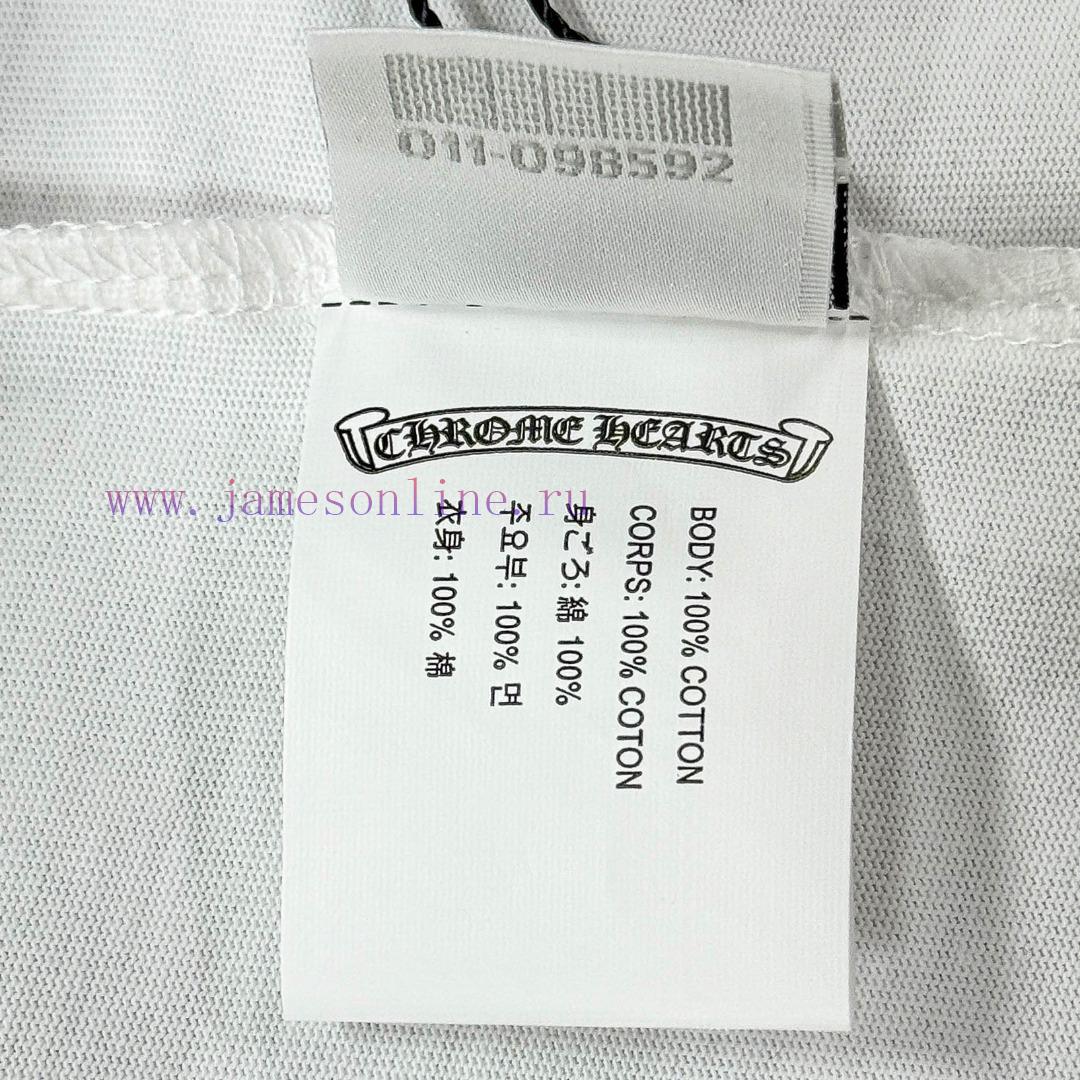 011-098592
CHROME HEARTS
www.jamesonline.ru
BODY: 100% COTTON
CORPS: 100% COTON
身ごろ: 綿 100%
주요부: 100% 면
衣身: 100% 棉